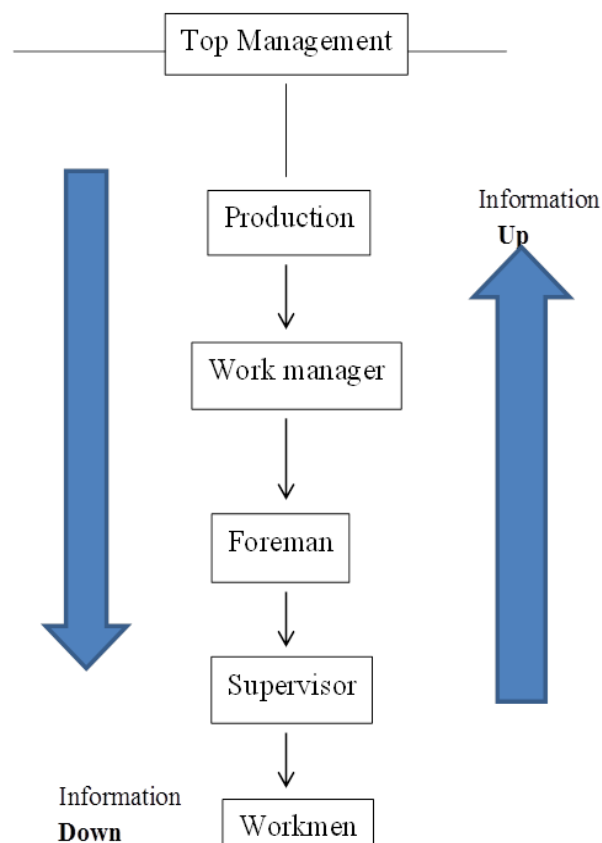 Top Management
Production
Information
Up
Work manager
Foreman
Supervisor
Information
Down
Workmen